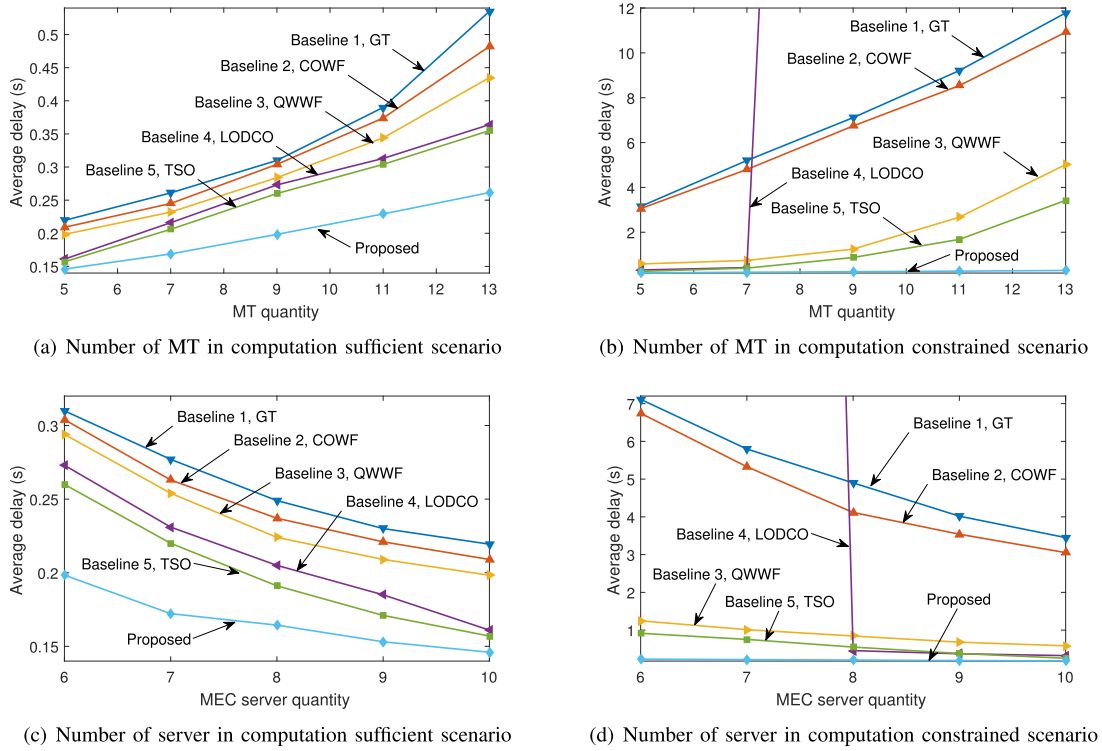 0.5
0.45
0.4
0.35
0.3
0.25
0.2
0.15
Average delay (s)
Baseline 1, GT
Baseline 2, COWF
Baseline 3, QWWF
Baseline 4, LODCO
Baseline 5, TSO
Proposed
5 6 7 8 9 10 11 12 13
MT quantity
(a) Number of MT in computation sufficient scenario
12
10
8
6
4
2
Average delay (s)
Baseline 1, GT
Baseline 2, COWF
Baseline 3, QWWF
Baseline 4, LODCO
Baseline 5, TSO
Proposed
5 6 7 8 9 10 11 12 13
MT quantity
(b) Number of MT in computation constrained scenario
0.3
0.25
0.2
0.15
Average delay (s)
Baseline 1, GT
Baseline 2, COWF
Baseline 3, QWWF
Baseline 4, LODCO
Baseline 5, TSO
Proposed
6 7 8 9 10
MEC server quantity
(c) Number of server in computation sufficient scenario
7
6
5
4
3
2
1
Average delay (s)
Baseline 1, GT
Baseline 2, COWF
Baseline 4, LODCO
Baseline 3, QWWF
Baseline 5, TSO
Proposed
6 7 8 9 10
MEC server quantity
(d) Number of server in computation constrained scenario